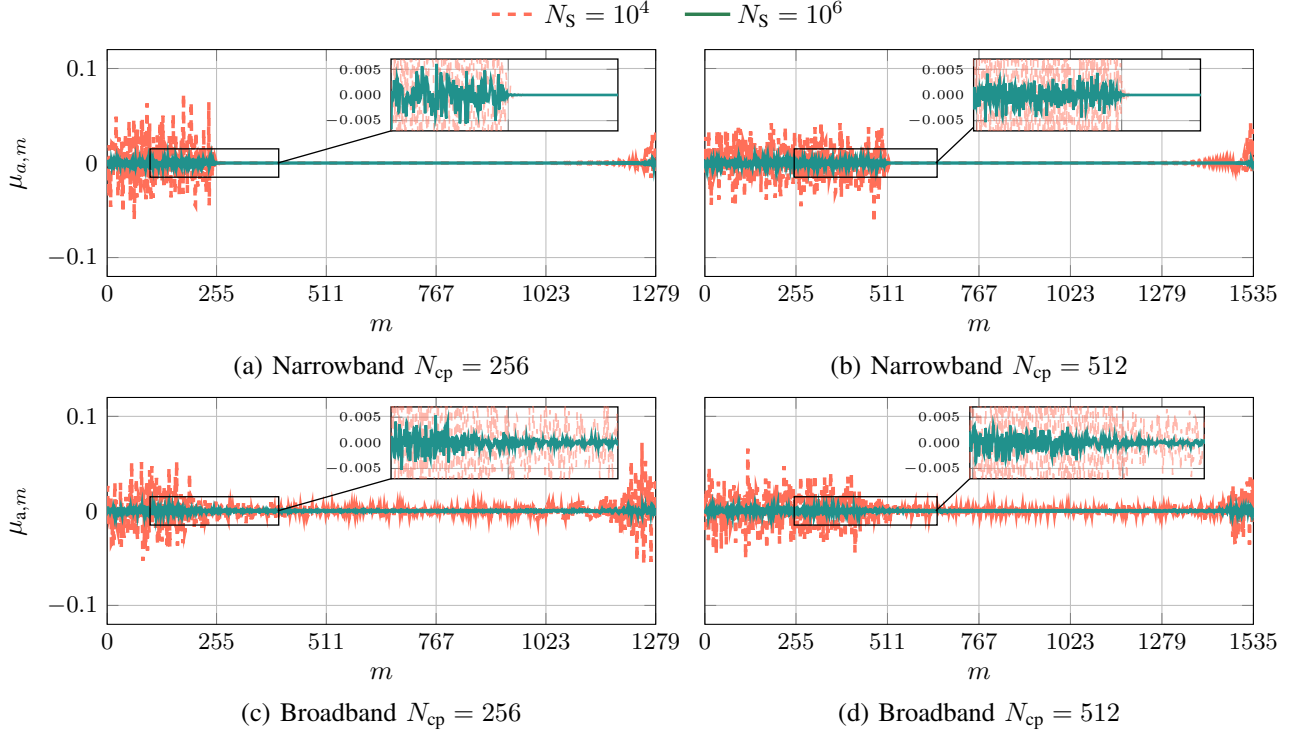 N_S = 10^4 N_S = 10^6
0.1 0.005 0.000 −0.005 0.005 0.000 −0.005
μ_{a,m} 0
−0.1
0 255 511 767 1023 1279 0 255 511 767 1023 1279 1535
m m
(a) Narrowband N_cp = 256 (b) Narrowband N_cp = 512
0.1 0.005 0.000 −0.005 0.005 0.000 −0.005
μ_{a,m} 0
−0.1
0 255 511 767 1023 1279 0 255 511 767 1023 1279 1535
m m
(c) Broadband N_cp = 256 (d) Broadband N_cp = 512